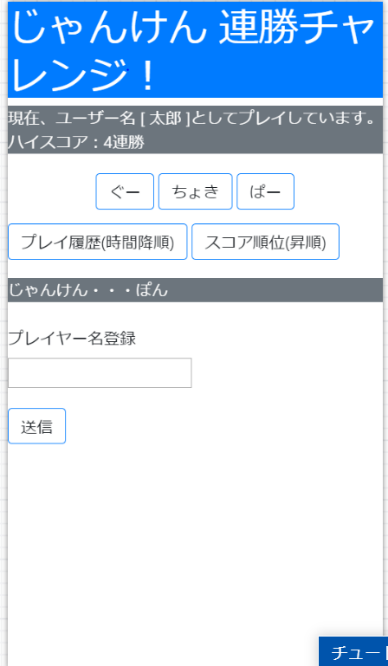 じゃんけん 連勝チャ
レンジ！
現在、ユーザー名 [ 太郎 ]としてプレイしています。
ハイスコア：4連勝
ぐー ちょき ぱー
プレイ履歴(時間降順) スコア順位(昇順)
じゃんけん・・・ぽん
プレイヤー名登録
送信
チュー